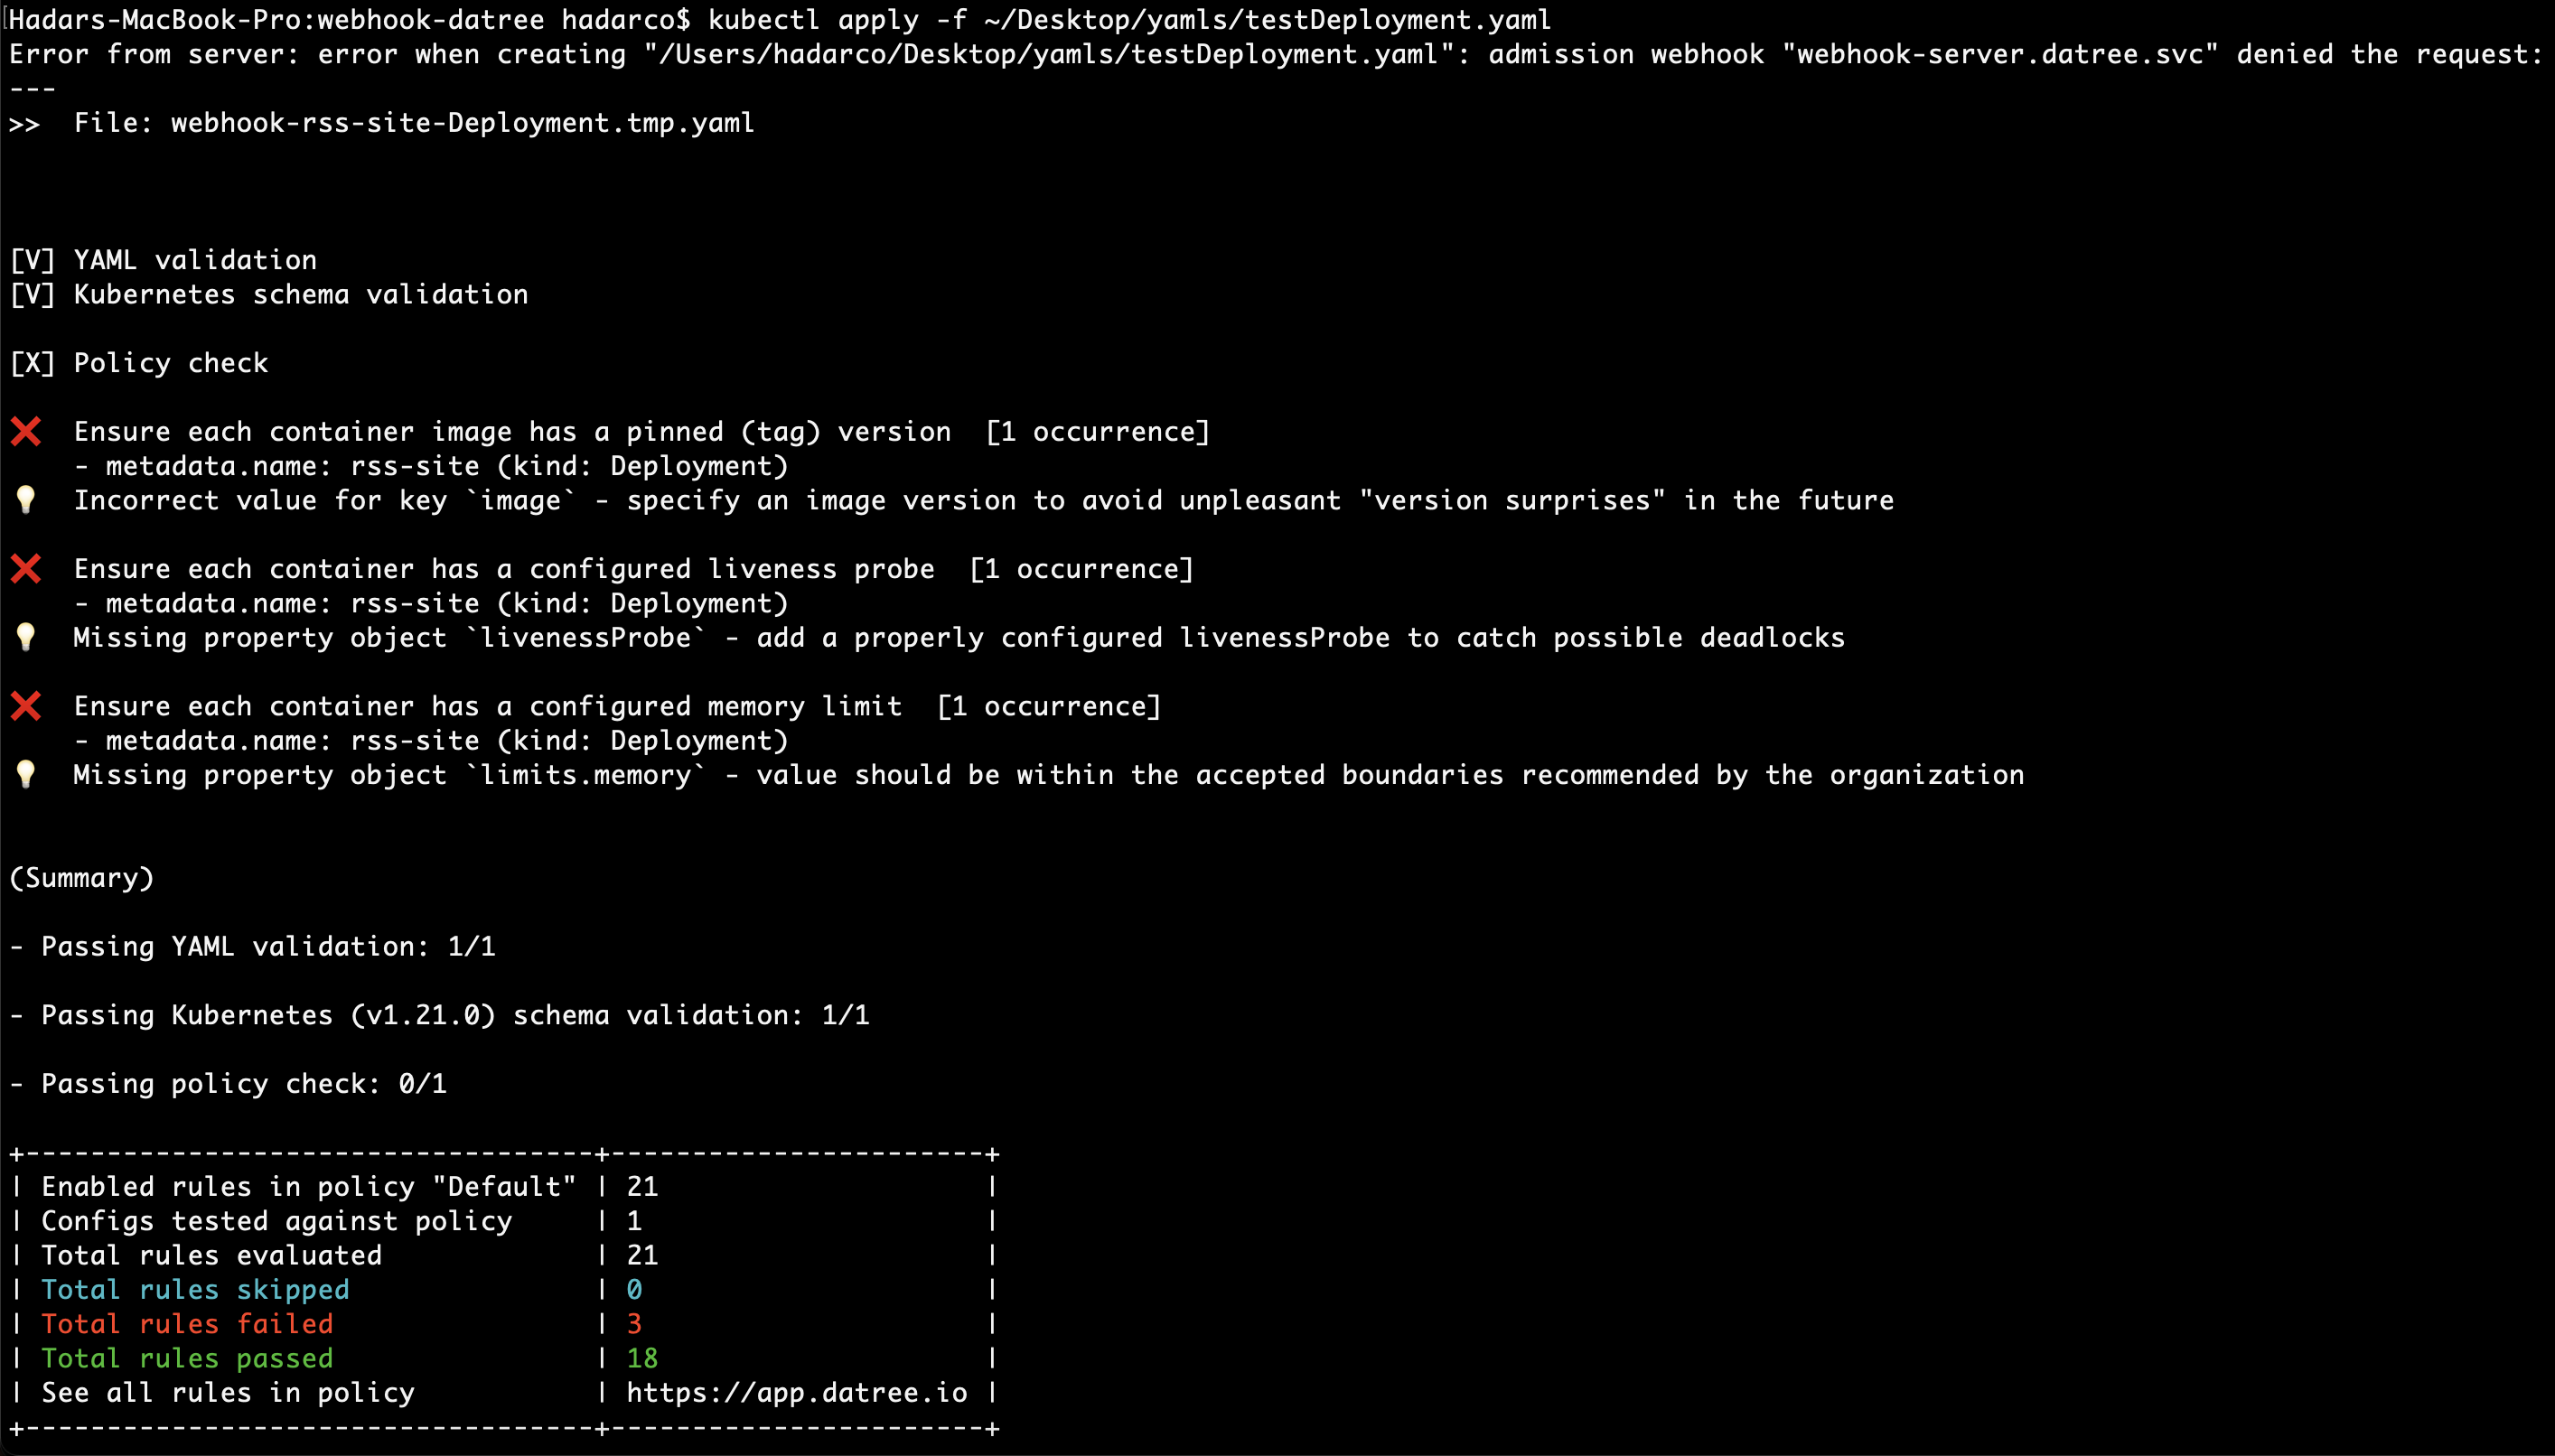 Hadars-MacBook-Pro:webhook-datree hadarco$ kubectl apply -f ~/Desktop/yamls/testDeployment.yaml
Error from server: error when creating "/Users/hadarco/Desktop/yamls/testDeployment.yaml": admission webhook "webhook-server.datree.svc" denied the request:
---
>>  File: webhook-rss-site-Deployment.tmp.yaml
[V] YAML validation
[V] Kubernetes schema validation
[X] Policy check
❌  Ensure each container image has a pinned (tag) version  [1 occurrence]
    - metadata.name: rss-site (kind: Deployment)
💡  Incorrect value for key `image` - specify an image version to avoid unpleasant "version surprises" in the future
❌  Ensure each container has a configured liveness probe  [1 occurrence]
    - metadata.name: rss-site (kind: Deployment)
💡  Missing property object `livenessProbe` - add a properly configured livenessProbe to catch possible deadlocks
❌  Ensure each container has a configured memory limit  [1 occurrence]
    - metadata.name: rss-site (kind: Deployment)
💡  Missing property object `limits.memory` - value should be within the accepted boundaries recommended by the organization
(Summary)
- Passing YAML validation: 1/1
- Passing Kubernetes (v1.21.0) schema validation: 1/1
- Passing policy check: 0/1
+-----------------------------------+-----------------------+
| Enabled rules in policy "Default" | 21                    |
| Configs tested against policy     | 1                     |
| Total rules evaluated             | 21                    |
| Total rules skipped               | 0                     |
| Total rules failed                | 3                     |
| Total rules passed                | 18                    |
| See all rules in policy           | https://app.datree.io |
+-----------------------------------+-----------------------+